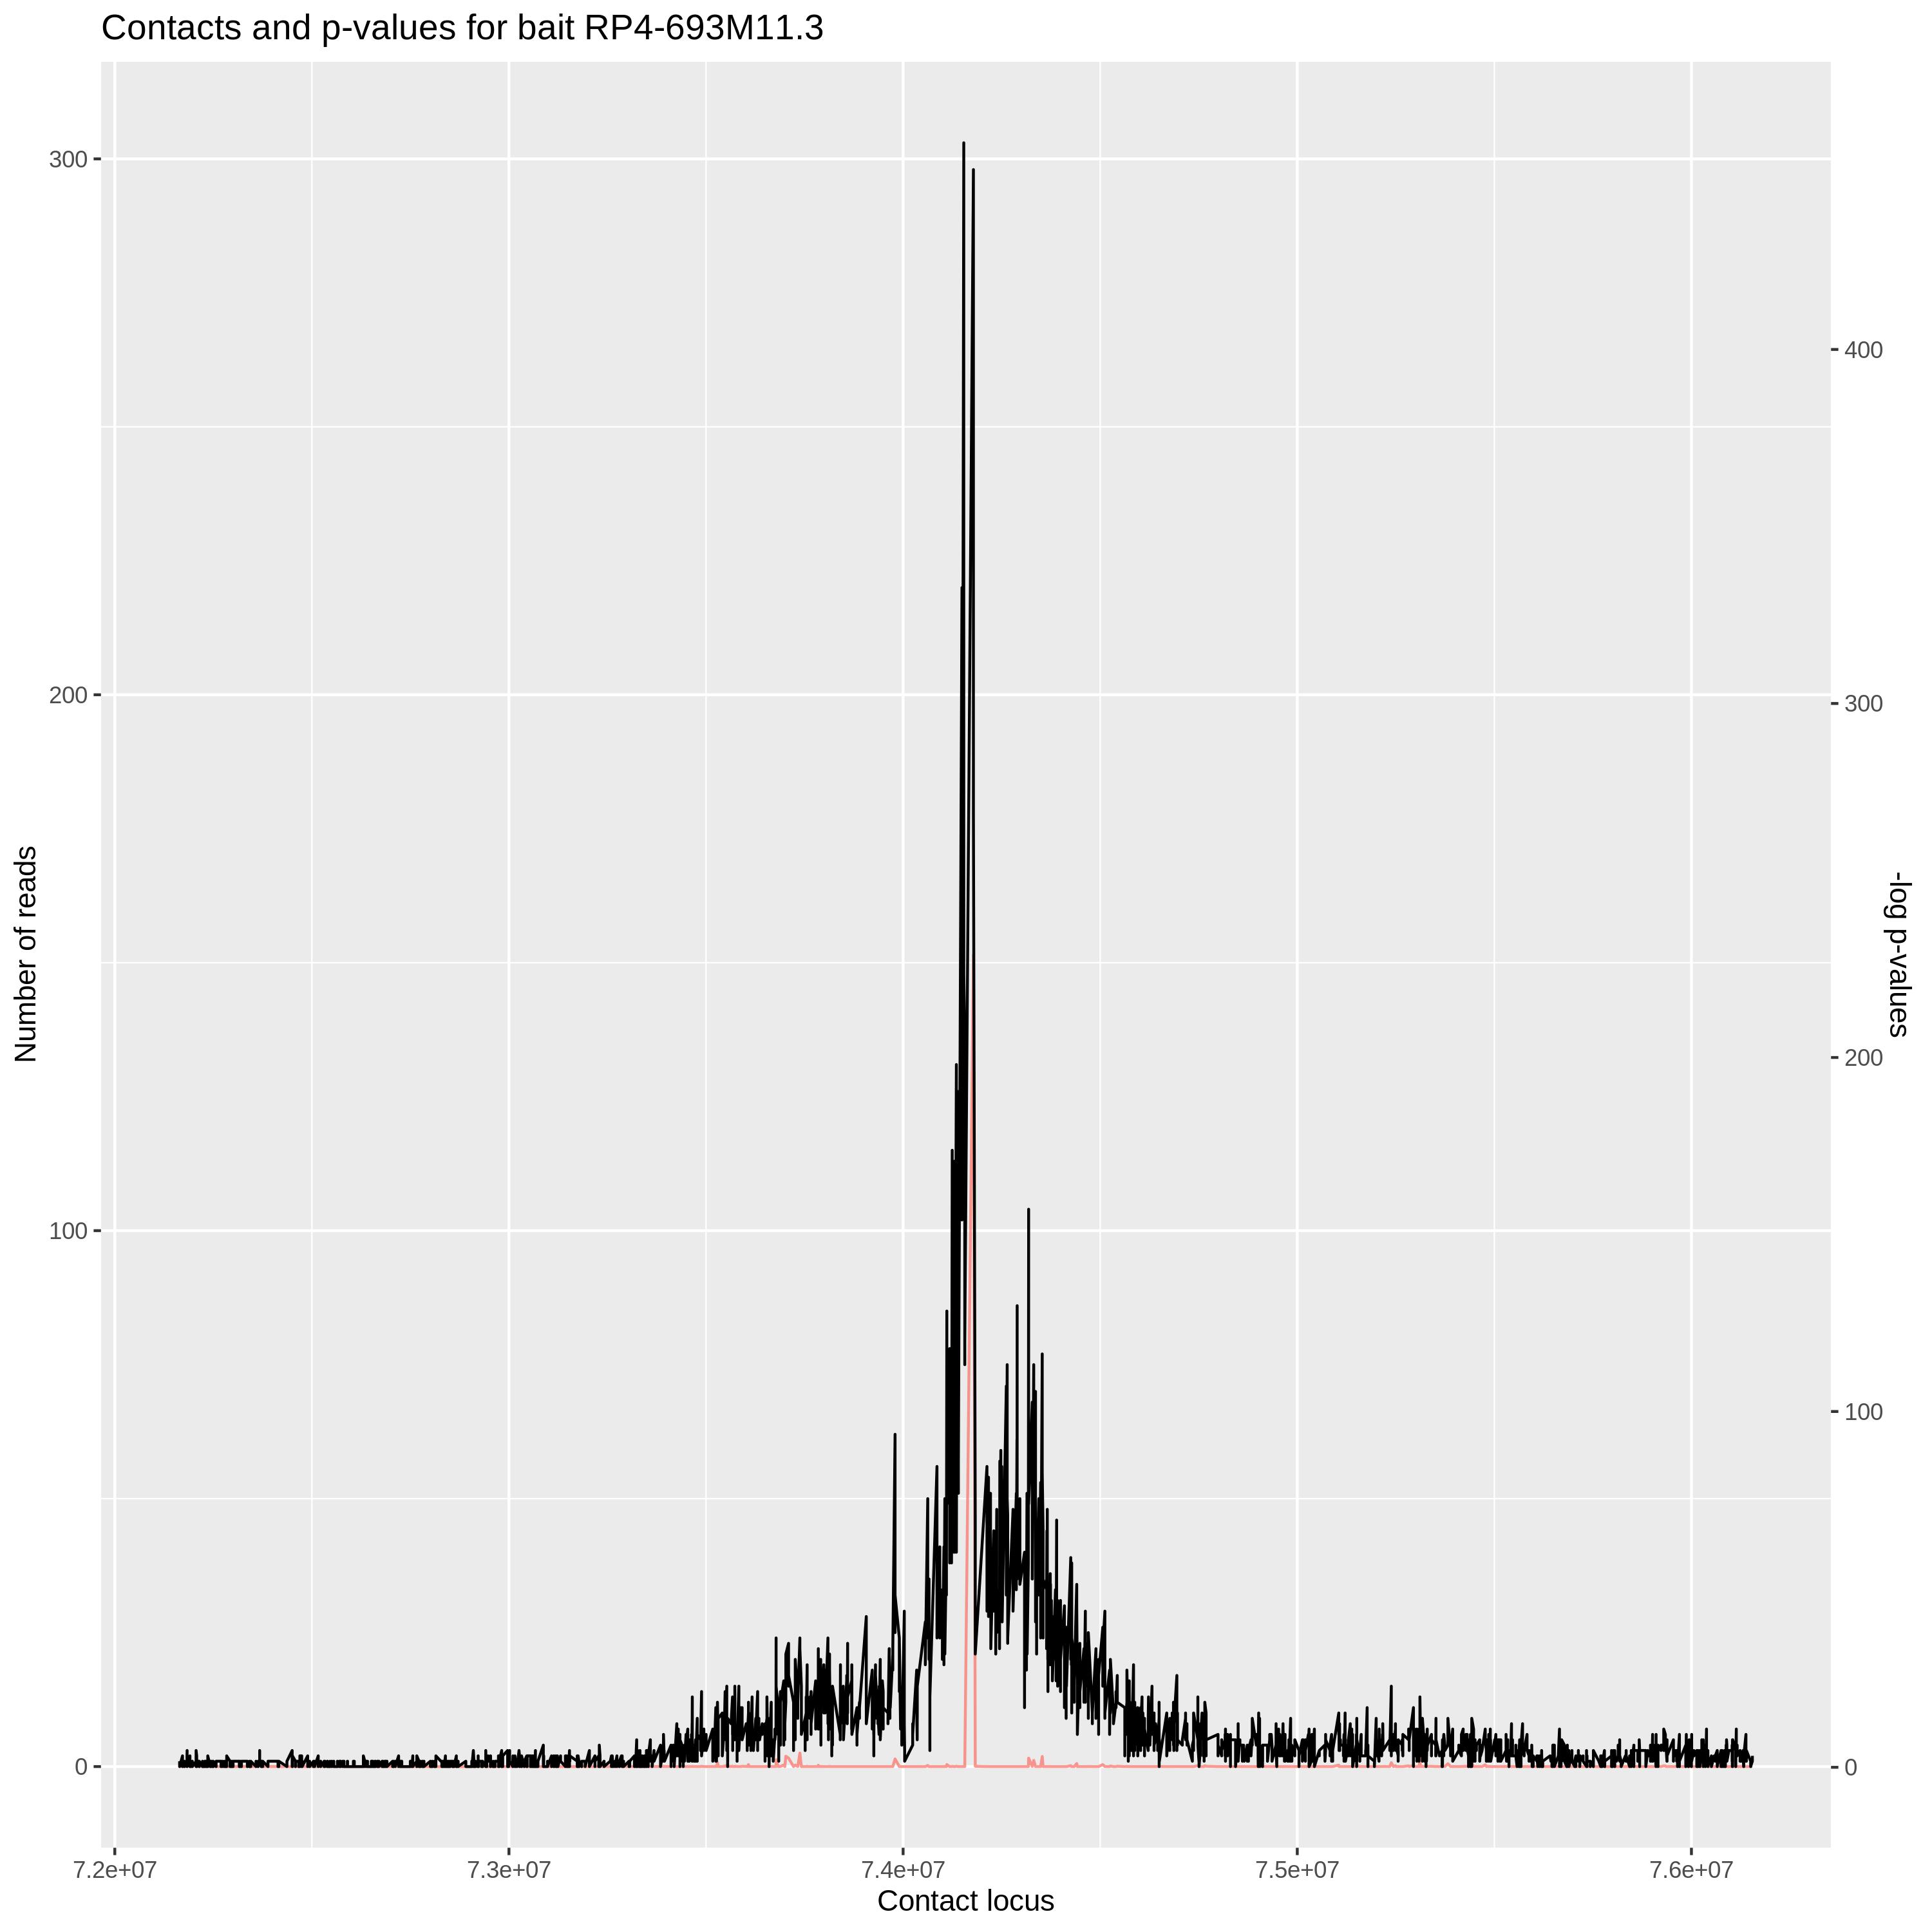 Contacts and p-values for bait RP4-693M11.3
300
200
100
0
Number of reads
400
300
200
100
0
-log p-values
7.2e+07 7.3e+07 7.4e+07 7.5e+07 7.6e+07
Contact locus